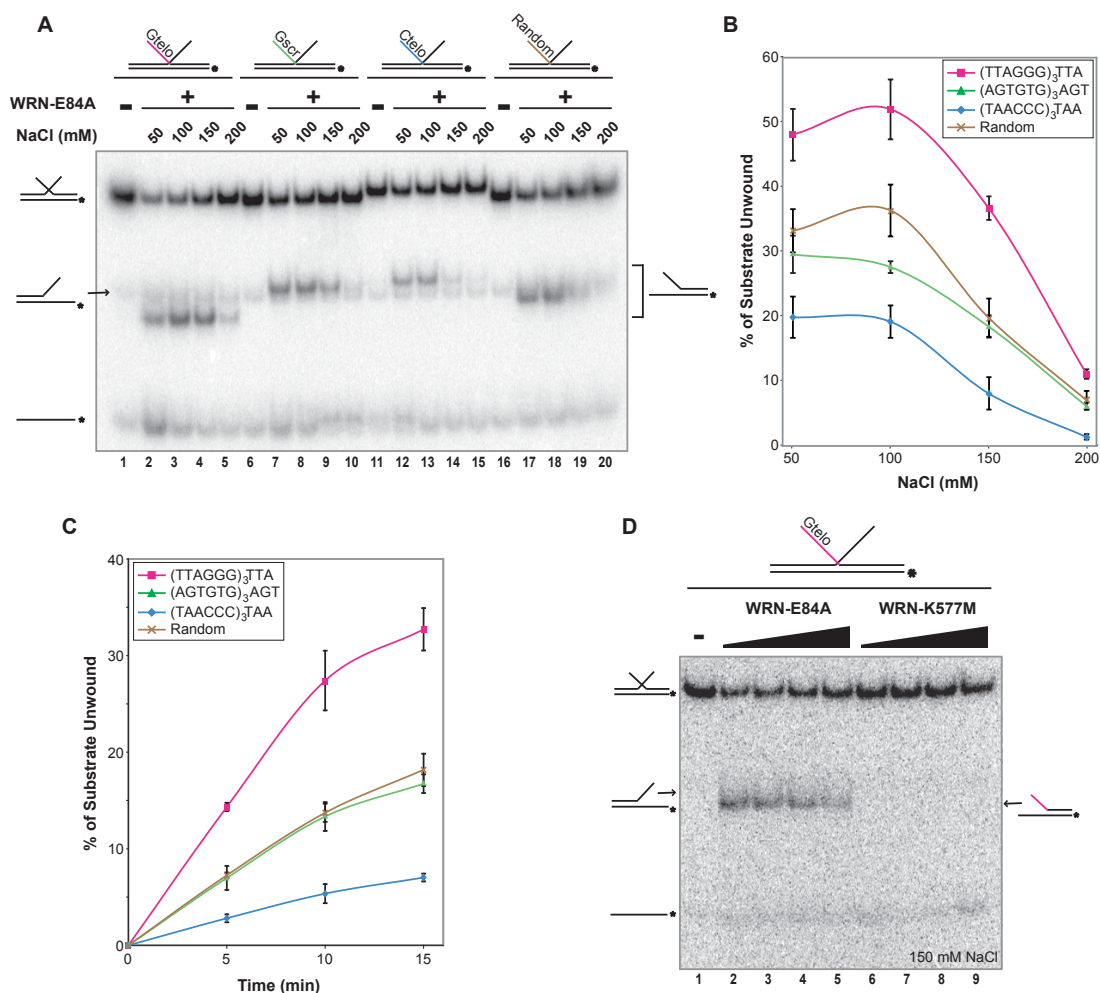 A
Gtelo Gscr Ctelo Random
* * * *
WRN-E84A - + - + - + - +
NaCl (mM) 50 100 150 200 50 100 150 200 50 100 150 200 50 100 150 200
*
*
*
*
1 2 3 4 5 6 7 8 9 10 11 12 13 14 15 16 17 18 19 20
B
% of Substrate Unwound
60
50
40
30
20
10
0
50 100 150 200
NaCl (mM)
(TTAGGG)3TTA
(AGTGTG)3AGT
(TAACCC)3TAA
Random
C
% of Substrate Unwound
40
30
20
10
0
0 5 10 15
Time (min)
(TTAGGG)3TTA
(AGTGTG)3AGT
(TAACCC)3TAA
Random
D
Gtelo
*
WRN-E84A WRN-K577M
-
*
*
*
*
150 mM NaCl
1 2 3 4 5 6 7 8 9